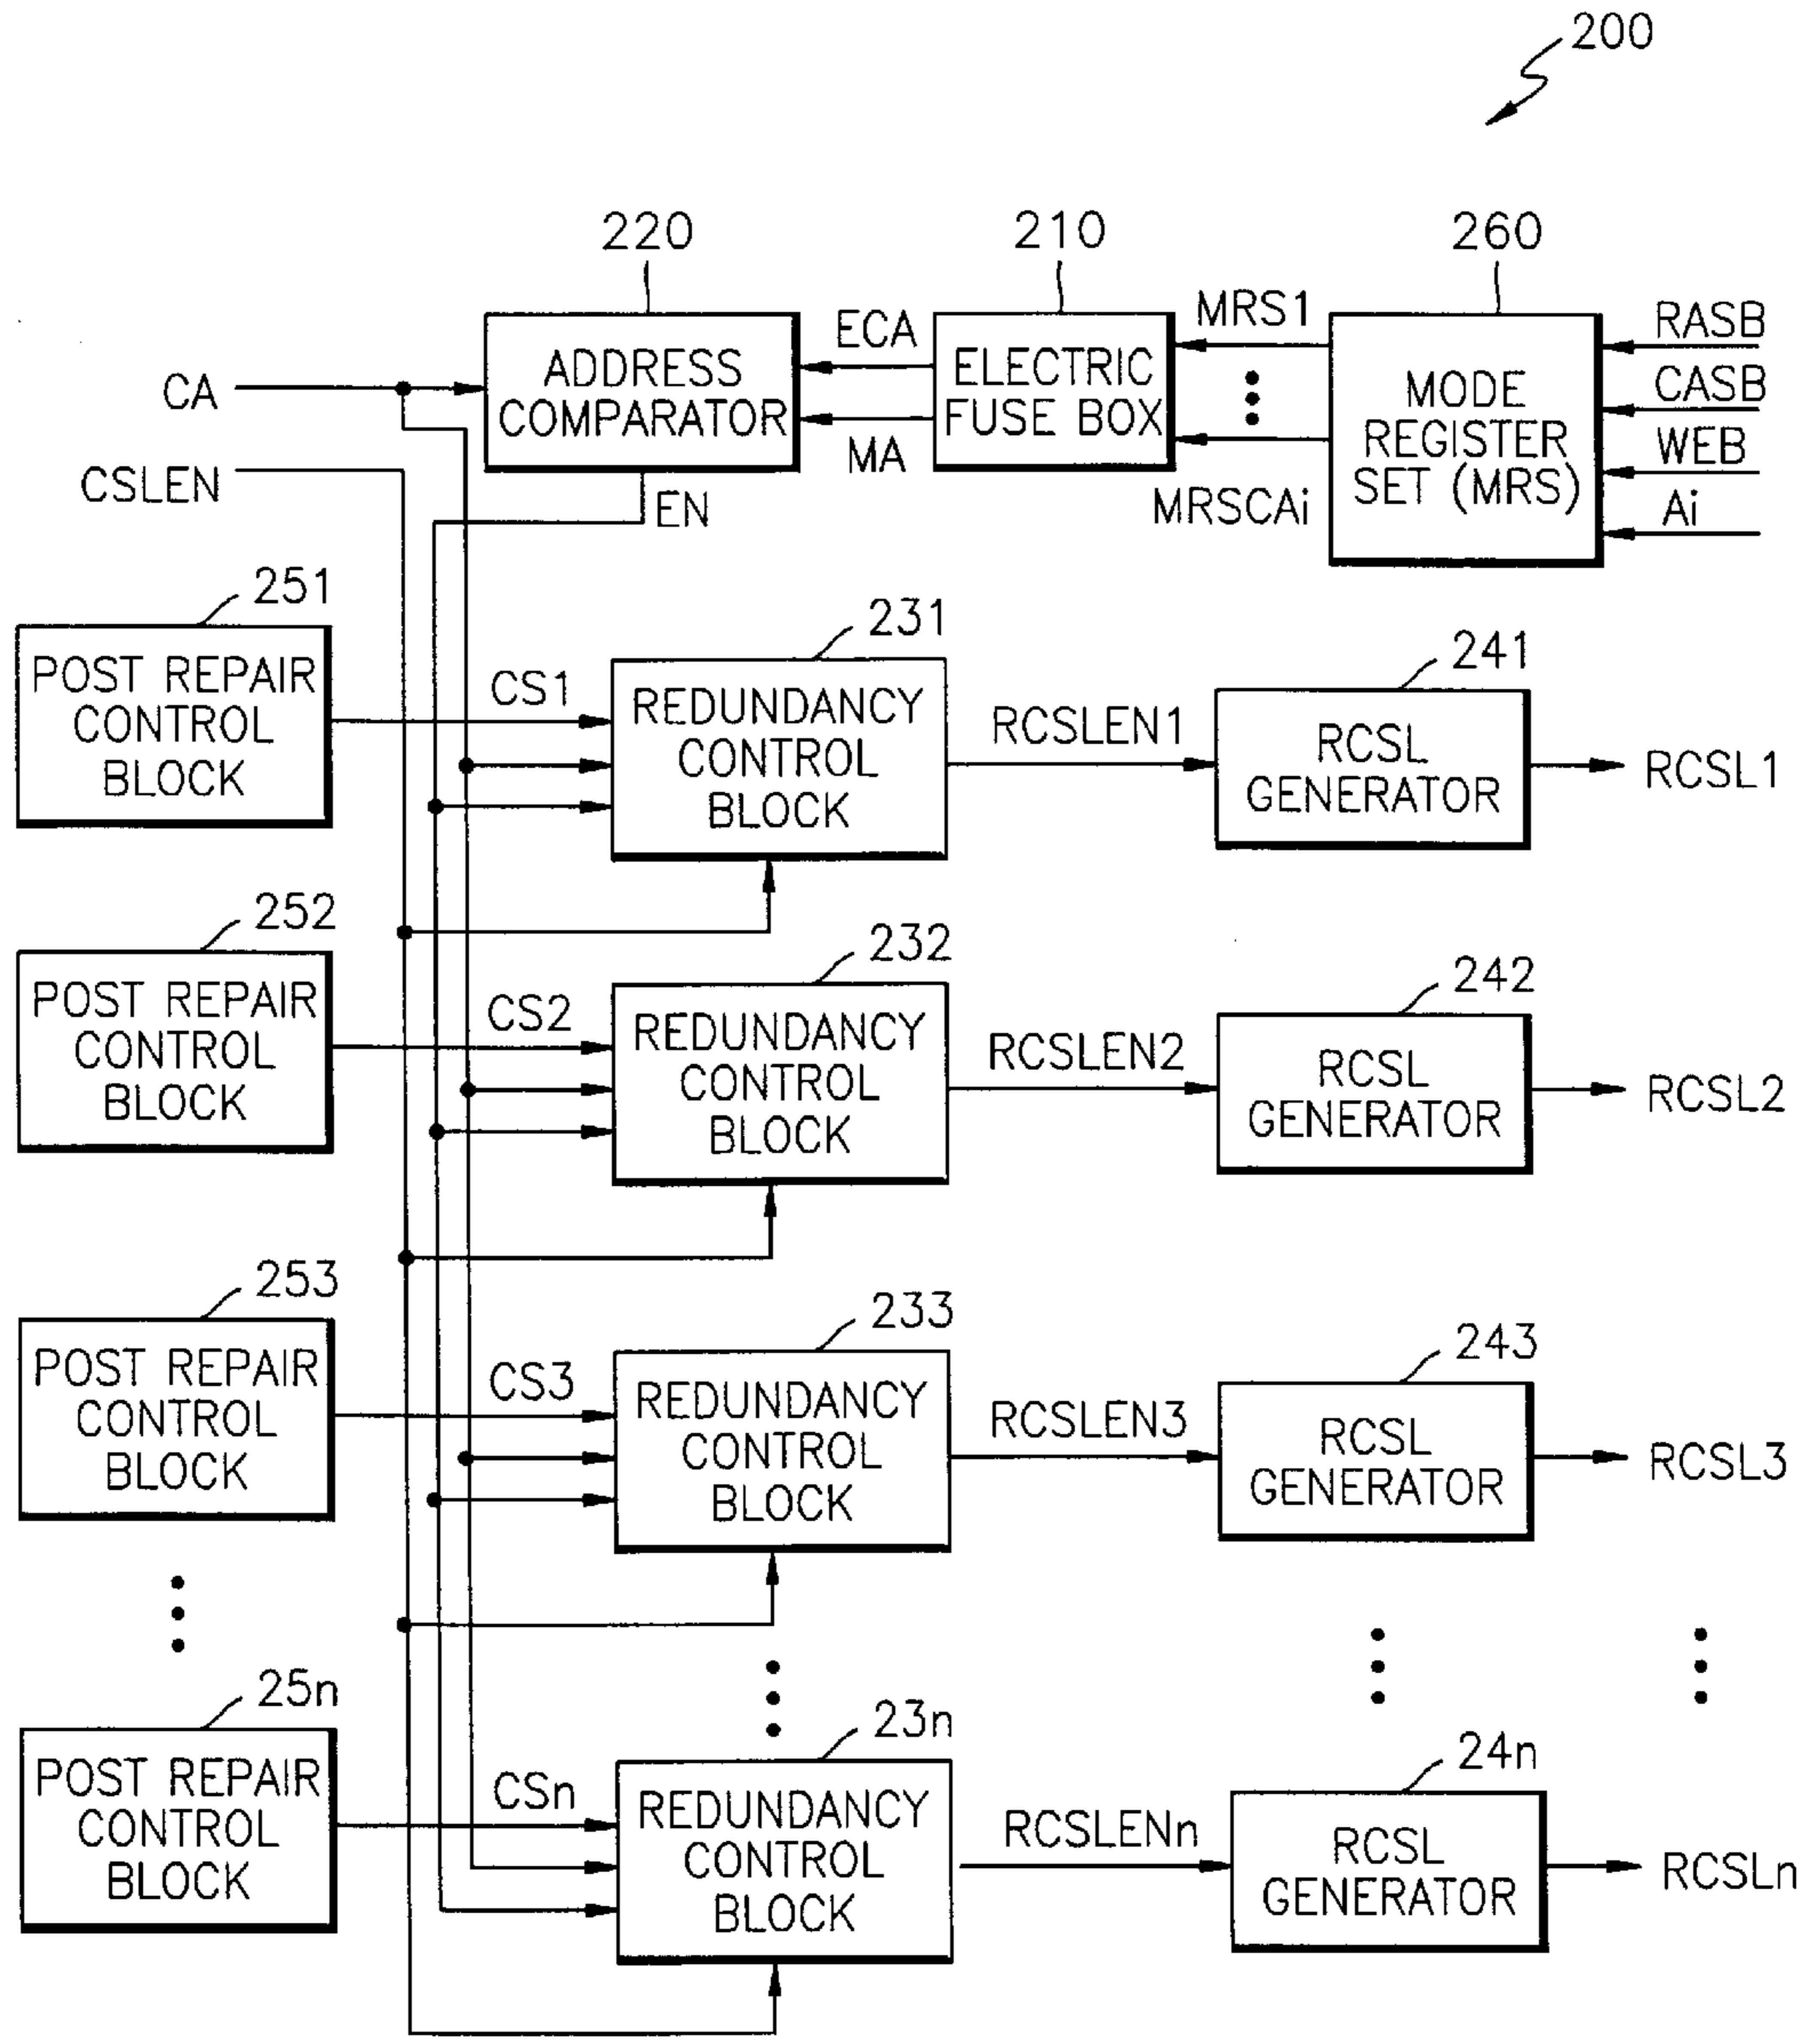 200
220
210
260
CA
CSLEN
ADDRESS
COMPARATOR
ECA
MA
EN
ELECTRIC
FUSE BOX
MRS1
MRSCAi
MODE
REGISTER
SET (MRS)
RASB
CASB
WEB
Ai
251
POST REPAIR
CONTROL
BLOCK
CS1
231
REDUNDANCY
CONTROL
BLOCK
RCSLEN1
241
RCSL
GENERATOR
RCSL1
252
POST REPAIR
CONTROL
BLOCK
CS2
232
REDUNDANCY
CONTROL
BLOCK
RCSLEN2
242
RCSL
GENERATOR
RCSL2
253
POST REPAIR
CONTROL
BLOCK
CS3
233
REDUNDANCY
CONTROL
BLOCK
RCSLEN3
243
RCSL
GENERATOR
RCSL3
25n
POST REPAIR
CONTROL
BLOCK
CSn
23n
REDUNDANCY
CONTROL
BLOCK
RCSLENn
24n
RCSL
GENERATOR
RCSLn